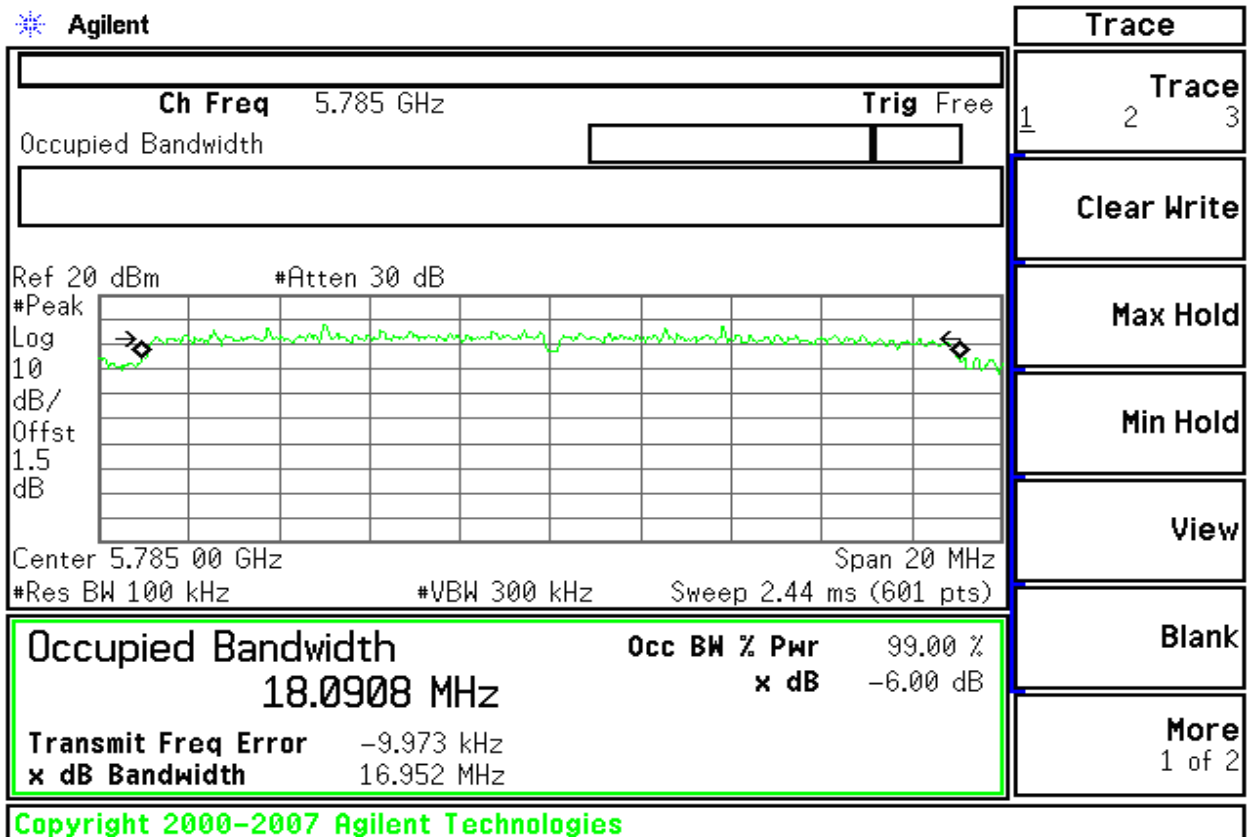 Agilent
Trace
Ch Freq 5.785 GHz Trig Free
Occupied Bandwidth
Trace
1 2 3
Clear Write
Ref 20 dBm #Atten 30 dB
#Peak
Log
10
dB/
Offst
1.5
dB
Max Hold
Min Hold
View
Center 5.785 00 GHz Span 20 MHz
#Res BW 100 kHz #VBW 300 kHz Sweep 2.44 ms (601 pts)
Occupied Bandwidth
18.0908 MHz
Occ BW % Pwr 99.00 %
x dB -6.00 dB
Transmit Freq Error -9.973 kHz
x dB Bandwidth 16.952 MHz
Blank
More
1 of 2
Copyright 2000-2007 Agilent Technologies